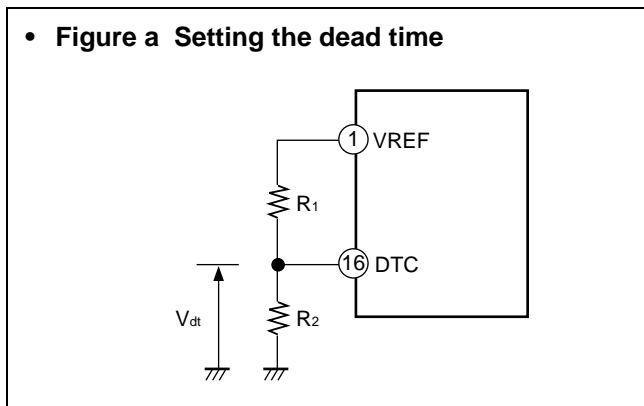 • Figure a Setting the dead time
1 VREF
R1
16 DTC
Vdt
R2